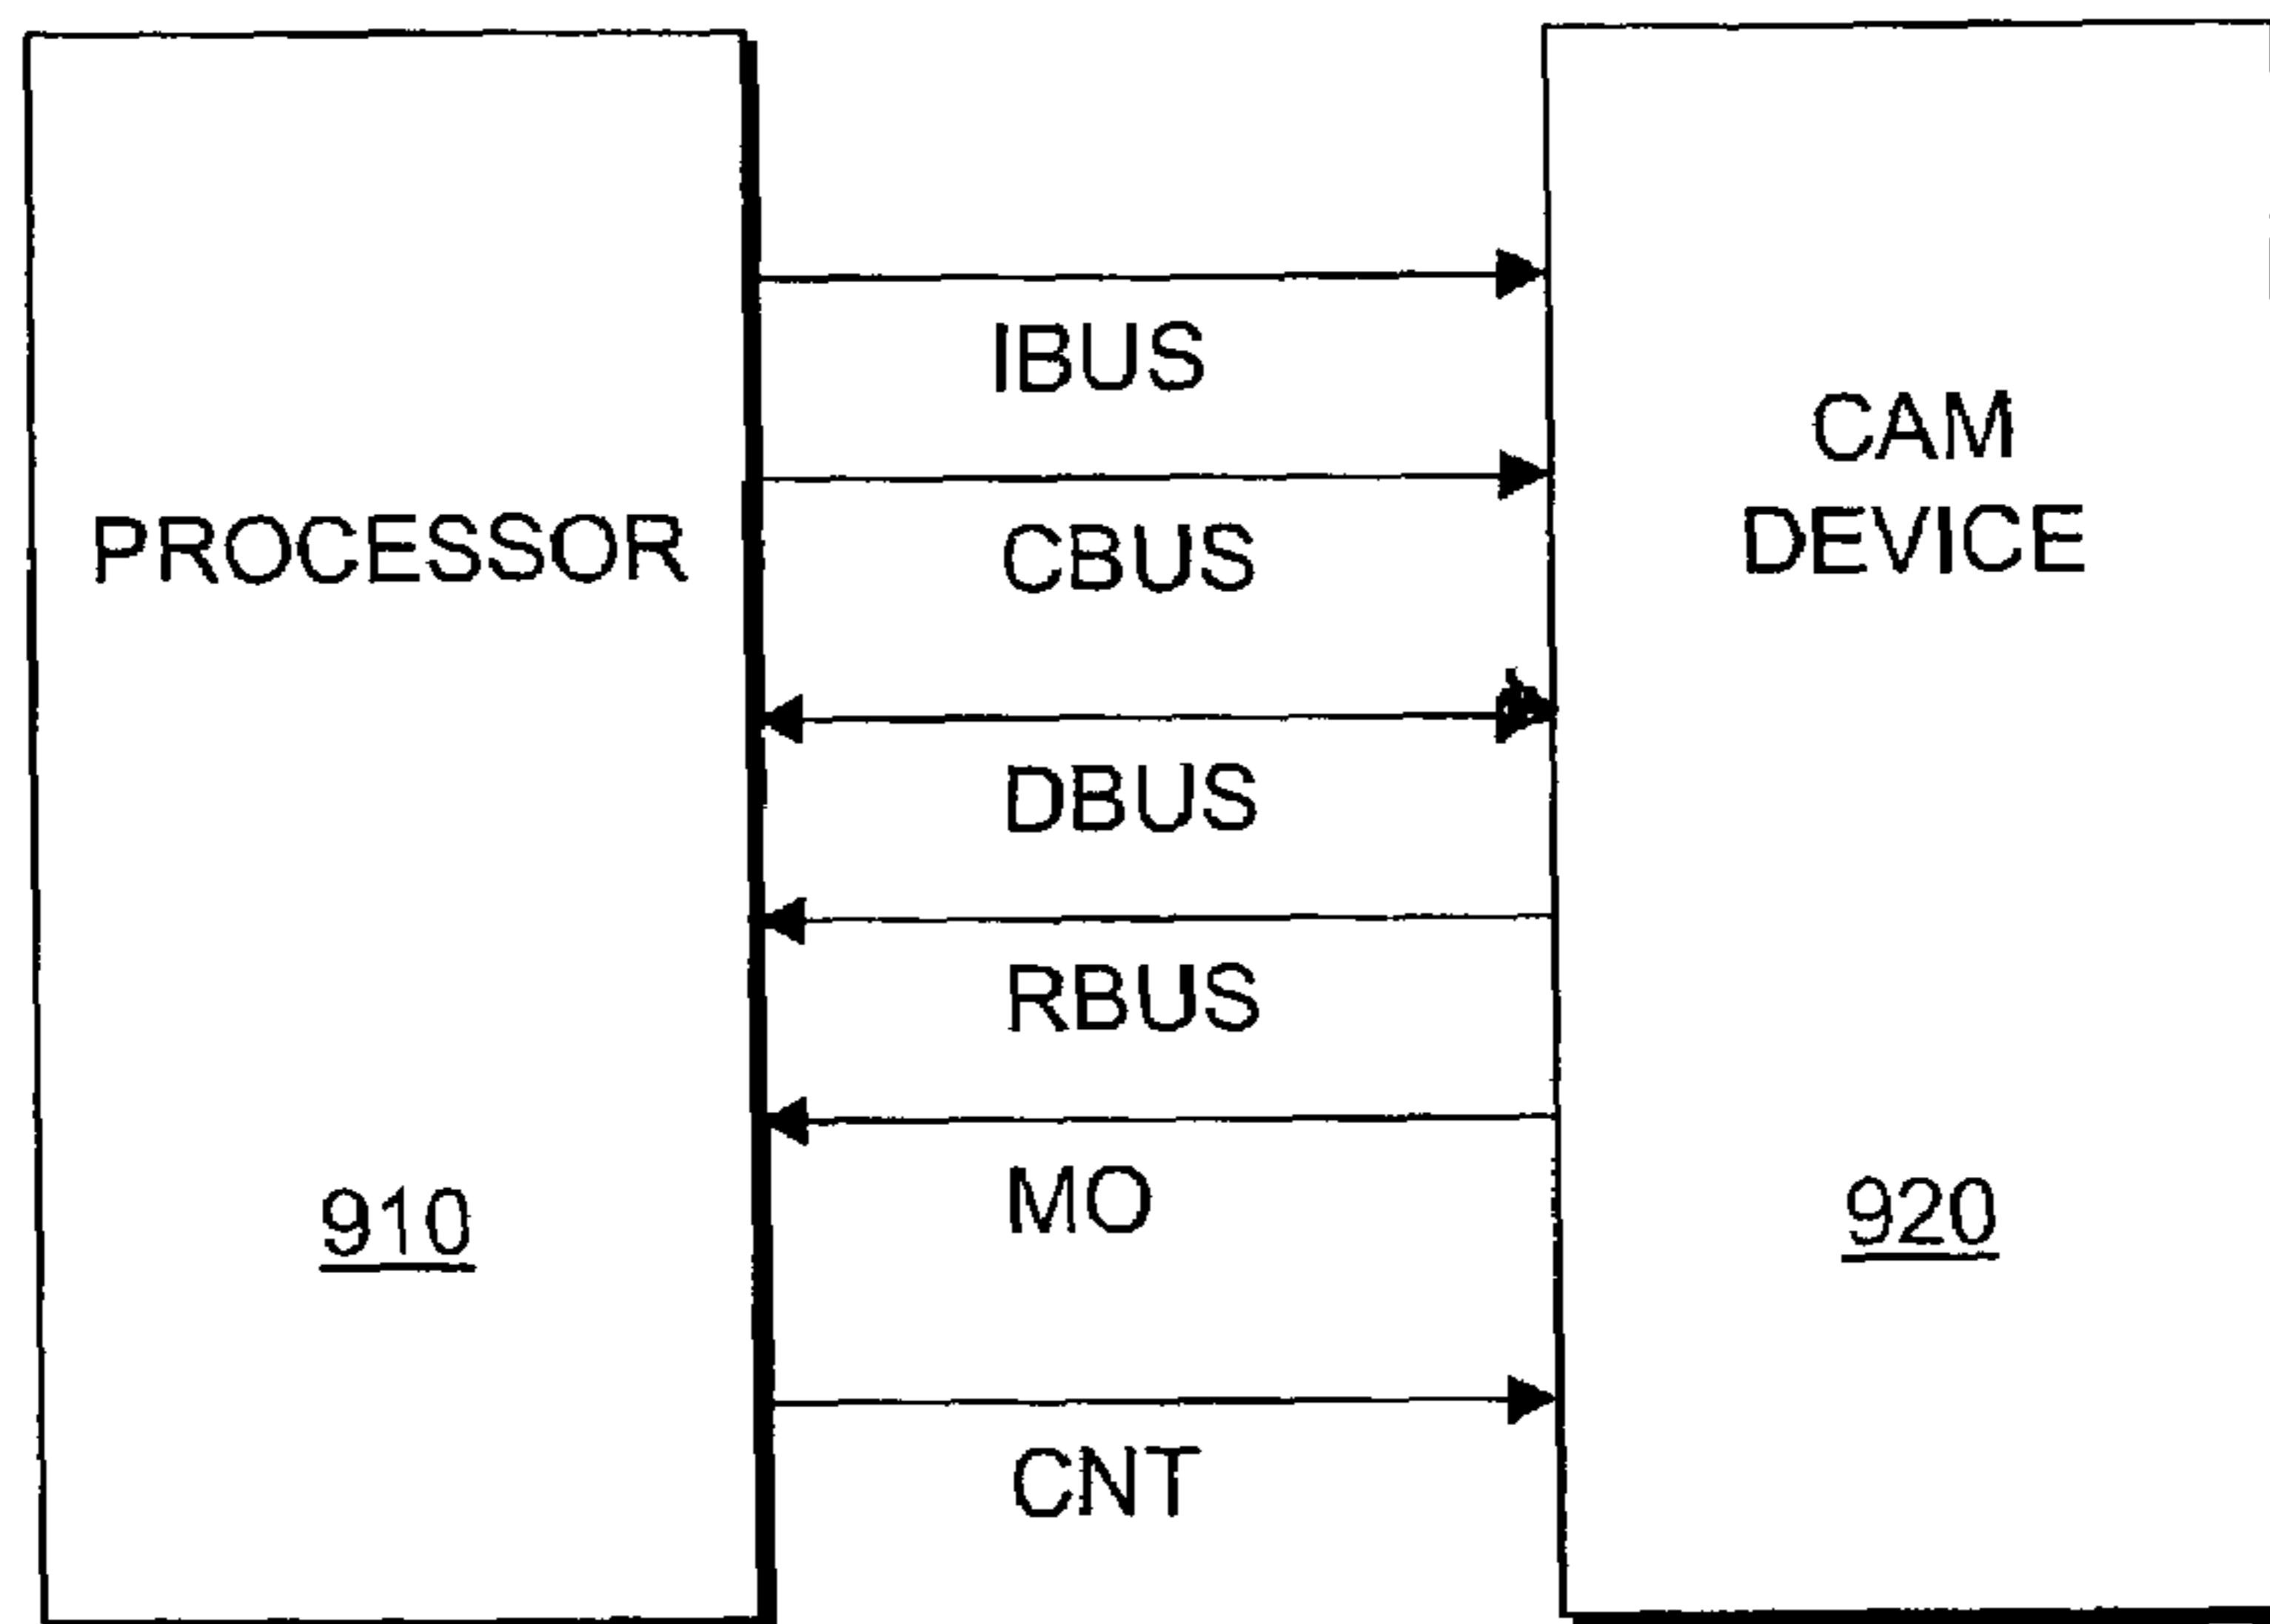 IBUS
CAM
DEVICE
PROCESSOR
CBUS
DBUS
RBUS
MO
910
920
CNT